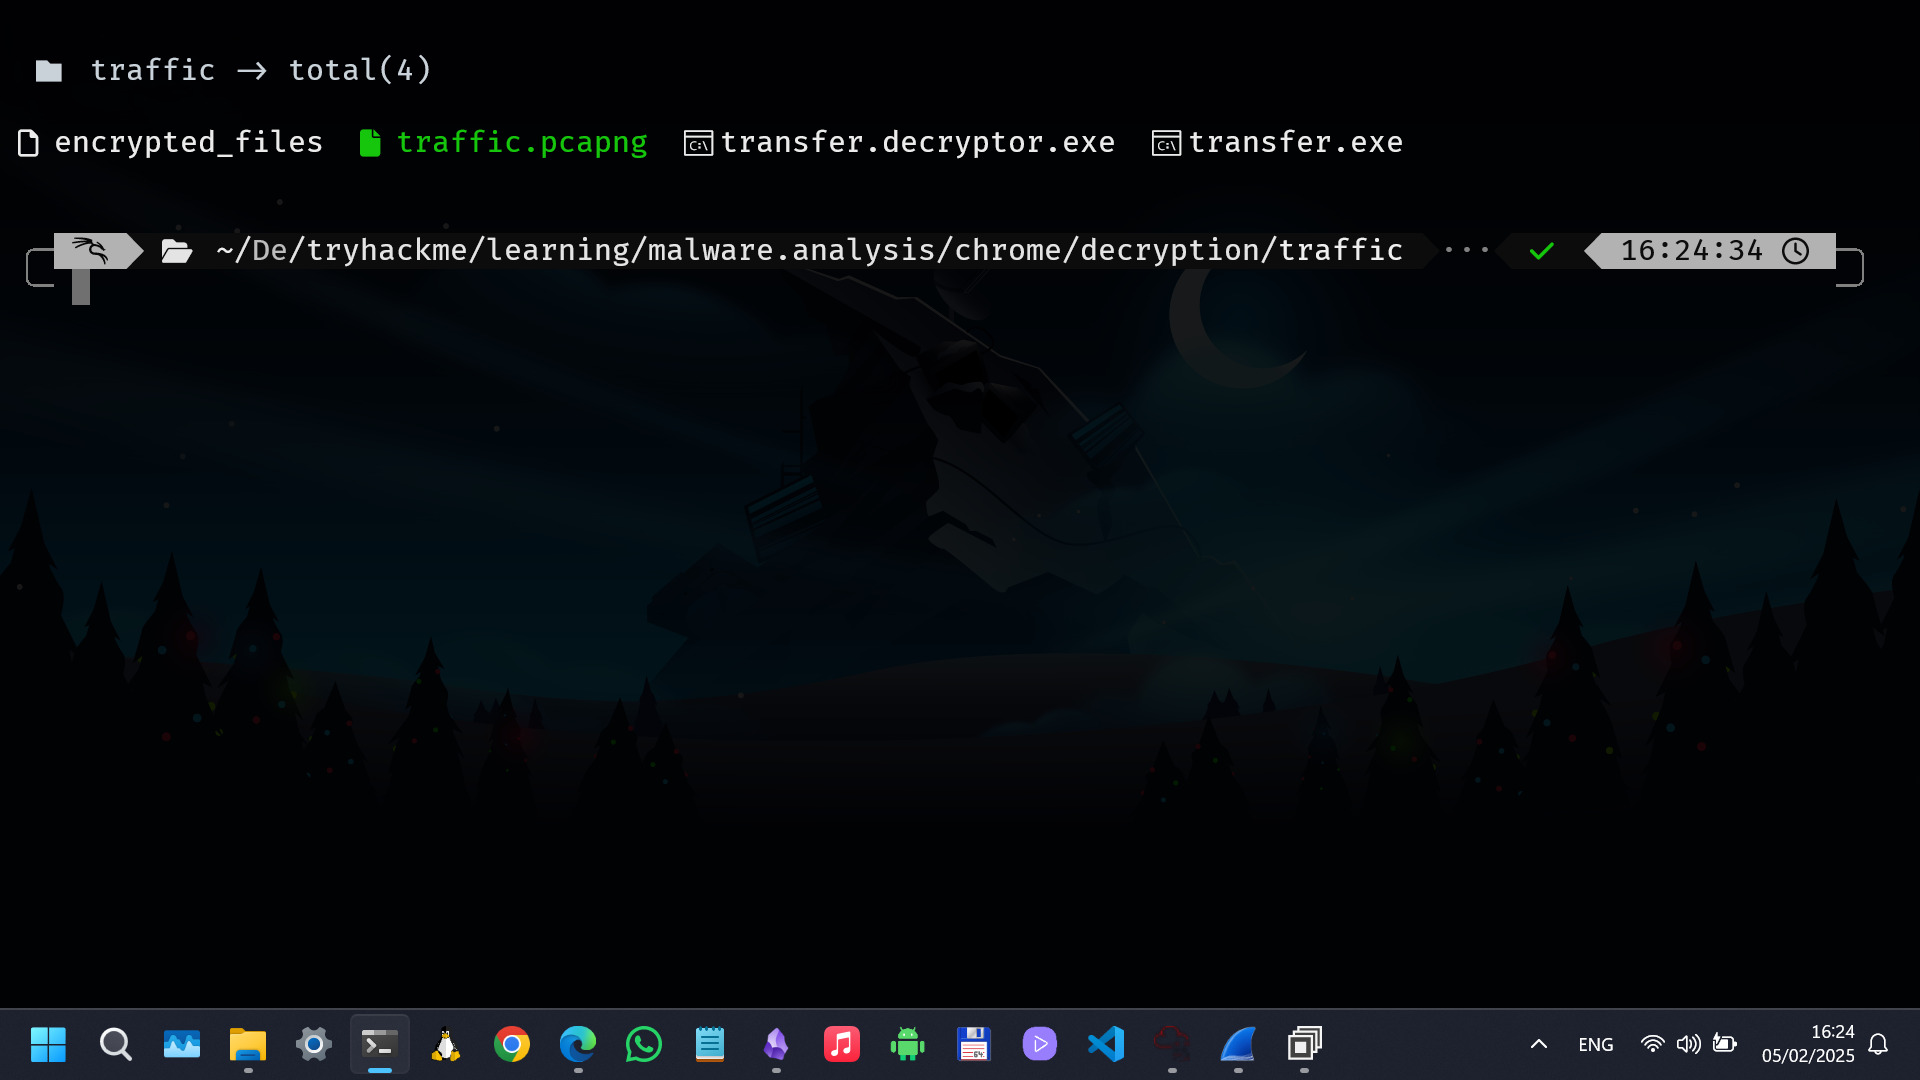 traffic → total(4)
encrypted_files traffic.pcapng transfer.decryptor.exe transfer.exe
~/De/tryhackme/learning/malware.analysis/chrome/decryption/traffic ··· ✓ 16:24:34
ENG 16:24
05/02/2025